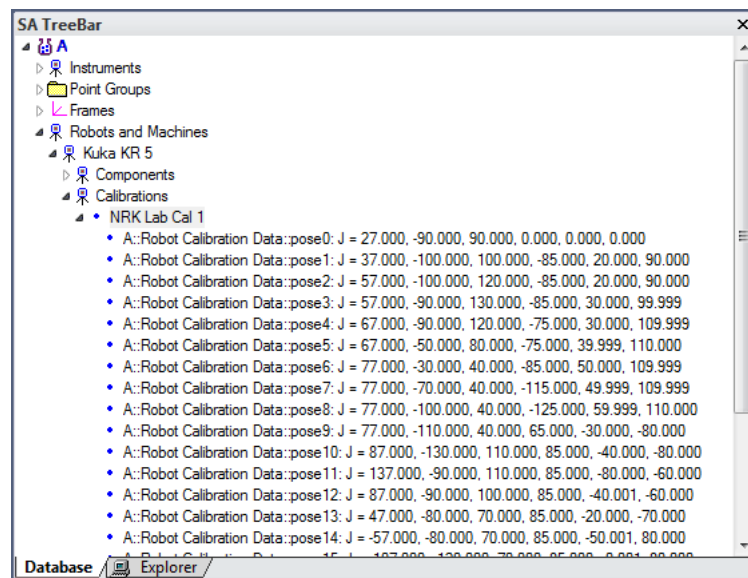 SA TreeBar
A
Instruments
Point Groups
Frames
Robots and Machines
Kuka KR 5
Components
Calibrations
NRK Lab Cal 1
A::Robot Calibration Data::pose0: J = 27.000, -90.000, 90.000, 0.000, 0.000, 0.000
A::Robot Calibration Data::pose1: J = 37.000, -100.000, 100.000, -85.000, 20.000, 90.000
A::Robot Calibration Data::pose2: J = 57.000, -100.000, 120.000, -85.000, 20.000, 90.000
A::Robot Calibration Data::pose3: J = 57.000, -90.000, 130.000, -85.000, 30.000, 99.999
A::Robot Calibration Data::pose4: J = 67.000, -90.000, 120.000, -75.000, 30.000, 109.999
A::Robot Calibration Data::pose5: J = 67.000, -50.000, 80.000, -75.000, 39.999, 110.000
A::Robot Calibration Data::pose6: J = 77.000, -30.000, 40.000, -85.000, 50.000, 109.999
A::Robot Calibration Data::pose7: J = 77.000, -70.000, 40.000, -115.000, 49.999, 109.999
A::Robot Calibration Data::pose8: J = 77.000, -100.000, 40.000, -125.000, 59.999, 110.000
A::Robot Calibration Data::pose9: J = 77.000, -110.000, 40.000, 65.000, -30.000, -80.000
A::Robot Calibration Data::pose10: J = 87.000, -130.000, 110.000, 85.000, -40.000, -80.000
A::Robot Calibration Data::pose11: J = 137.000, -90.000, 110.000, 85.000, -80.000, -60.000
A::Robot Calibration Data::pose12: J = 87.000, -90.000, 100.000, 85.000, -40.001, -60.000
A::Robot Calibration Data::pose13: J = 47.000, -80.000, 70.000, 85.000, -20.000, -70.000
A::Robot Calibration Data::pose14: J = -57.000, -80.000, 70.000, 85.000, -50.001, 80.000
Database
Explorer